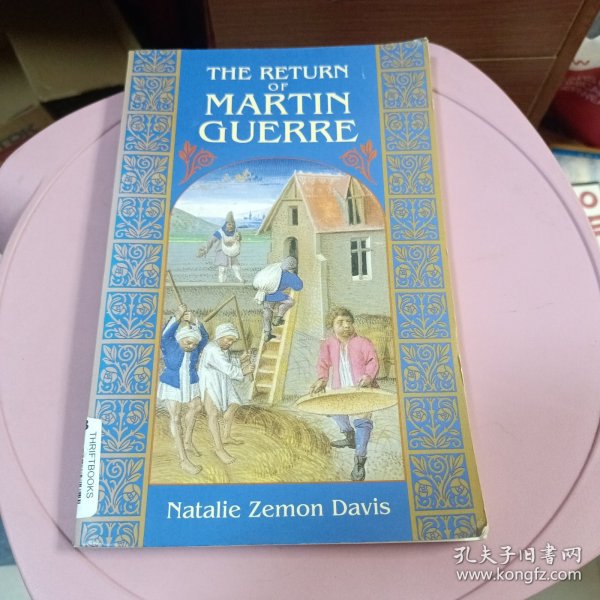 THE RETURN
OF
MARTIN
GUERRE
Natalie Zemon Davis
THRIFTBOOKS
孔夫子旧书网
www.kongfz.com